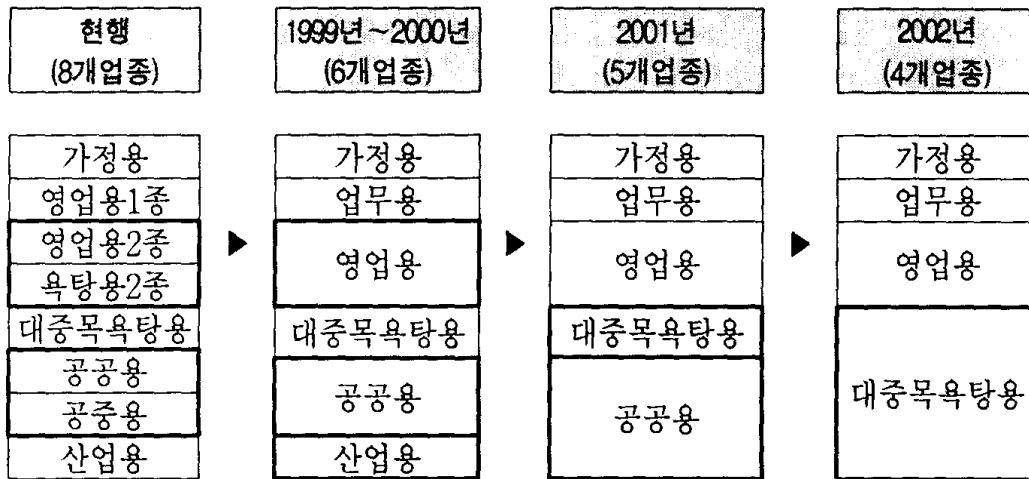 현행
(8개업종)
1999년~2000년
(6개업종)
2001년
(5개업종)
2002년
(4개업종)
가정용
영업용1종
영업용2종
욕탕용2종
대중목욕탕용
공공용
공중용
산업용
▶
가정용
업무용
영업용
대중목욕탕용
공공용
산업용
▶
가정용
업무용
영업용
대중목욕탕용
공공용
▶
가정용
업무용
영업용
대중목욕탕용